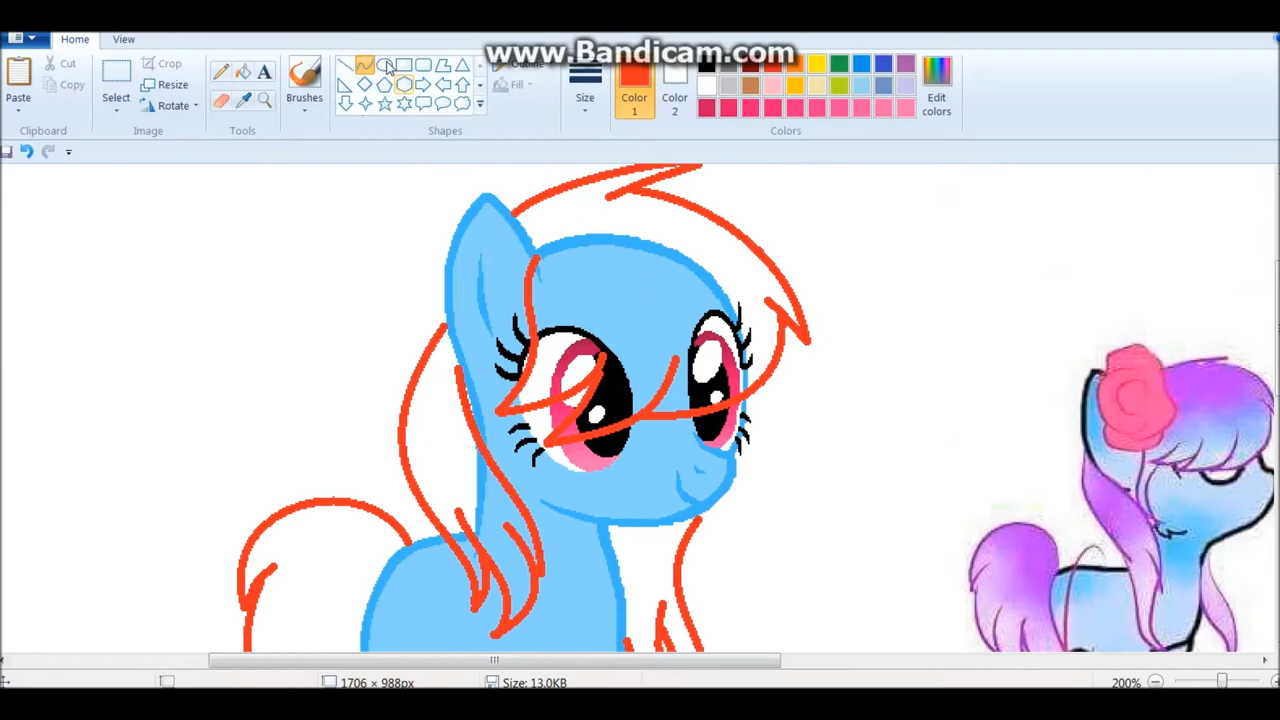 www.Bandicam.com
Home View
Cut
Copy
Paste
Clipboard
Crop
Resize
Rotate
Select
Image
Tools
Brushes
Shapes
Outline
Fill
Size
Color 1
Color 2
Edit colors
Colors
1706 × 988px
Size: 13.0KB
200%